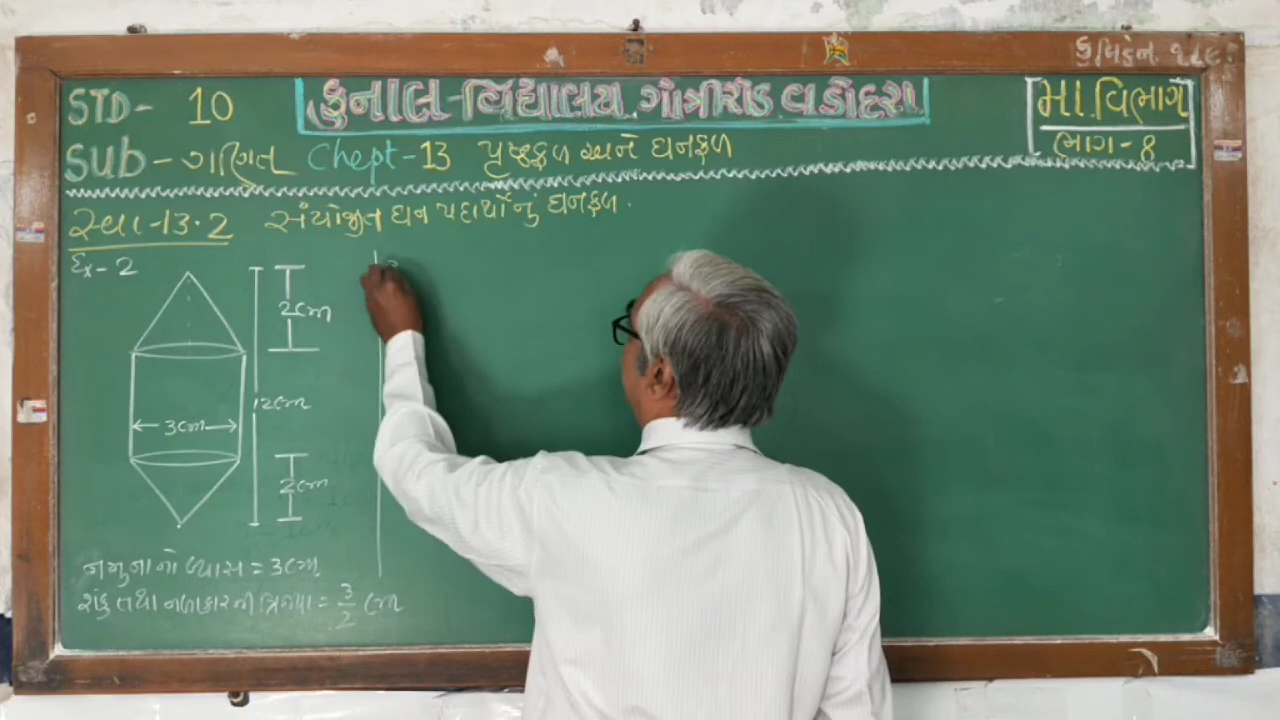 STD- 10
કુનાલ-વિદ્યાલય ગોત્રીરોડ વડોદરા
મા.વિભાગ
ભાગ-8
Sub-ગણિત Chept-13 પૃષ્ઠફળ અને ઘનફળ
સ્વા-13.2 સંયોજીત ઘન પદાર્થોનું ઘનફળ.
Ex-2
2cm
12cm
3cm
2cm
નમુનાનો વ્યાસ = 3cm
શંકુ તથા નળાકારની ત્રિજ્યા = 3/2 cm